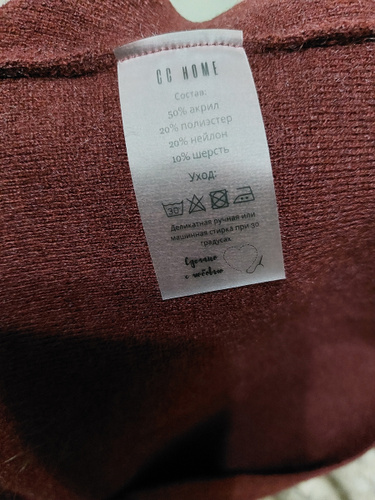 CC HOME
Состав:
50% акрил
20% полиэстер
20% нейлон
10% шерсть
Уход:
30
Деликатная ручная или
машинная стирка при 30
градусах
Сделано
с любовью